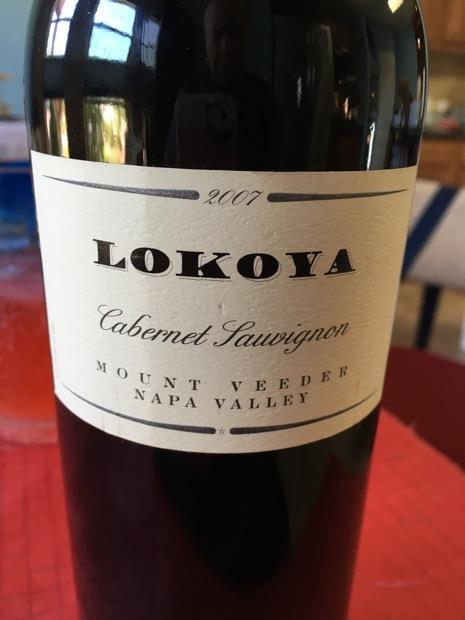 2007
LOKOYA
Cabernet Sauvignon
MOUNT VEEDER
NAPA VALLEY